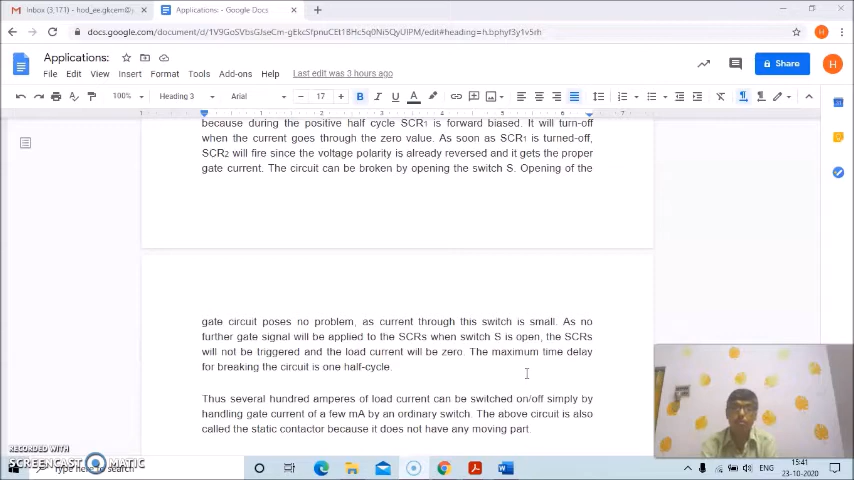 Inbox (3,171) - hod_ee.gkcem@
Applications: - Google Docs
docs.google.com/document/d/1V9GoSVbsGJseCm-gEkcSfpnuCEt1BHc5q0Ni5QyUIPM/edit#heading=h.bphyf3y1v5rh
H
Applications:
File Edit View Insert Format Tools Add-ons Help Last edit was 3 hours ago
Share
H
100% Heading 3 Arial 17 B I U A
because during the positive half cycle SCR1 is forward biased. It will turn-off
when the current goes through the zero value. As soon as SCR1 is turned-off,
SCR2 will fire since the voltage polarity is already reversed and it gets the proper
gate current. The circuit can be broken by opening the switch S. Opening of the
gate circuit poses no problem, as current through this switch is small. As no
further gate signal will be applied to the SCRs when switch S is open, the SCRs
will not be triggered and the load current will be zero. The maximum time delay
for breaking the circuit is one half-cycle.
Thus several hundred amperes of load current can be switched on/off simply by
handling gate current of a few mA by an ordinary switch. The above circuit is also
called the static contactor because it does not have any moving part.
RECORDED WITH
SCREENCAST MATIC
Type here to search
ENG
15:41
23-10-2020